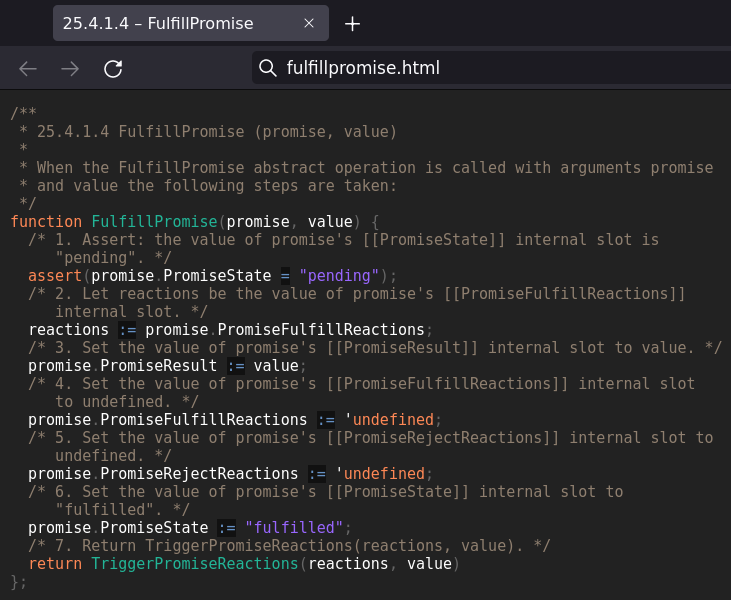 25.4.1.4 – FulfillPromise
fulfillpromise.html
/**
 * 25.4.1.4 FulfillPromise (promise, value)
 *
 * When the FulfillPromise abstract operation is called with arguments promise
 * and value the following steps are taken:
 */
function FulfillPromise(promise, value) {
  /* 1. Assert: the value of promise's [[PromiseState]] internal slot is
     "pending". */
  assert(promise.PromiseState = "pending");
  /* 2. Let reactions be the value of promise's [[PromiseFulfillReactions]]
     internal slot. */
  reactions := promise.PromiseFulfillReactions;
  /* 3. Set the value of promise's [[PromiseResult]] internal slot to value. */
  promise.PromiseResult := value;
  /* 4. Set the value of promise's [[PromiseFulfillReactions]] internal slot
     to undefined. */
  promise.PromiseFulfillReactions := 'undefined;
  /* 5. Set the value of promise's [[PromiseRejectReactions]] internal slot to
     undefined. */
  promise.PromiseRejectReactions := 'undefined;
  /* 6. Set the value of promise's [[PromiseState]] internal slot to
     "fulfilled". */
  promise.PromiseState := "fulfilled";
  /* 7. Return TriggerPromiseReactions(reactions, value). */
  return TriggerPromiseReactions(reactions, value)
};